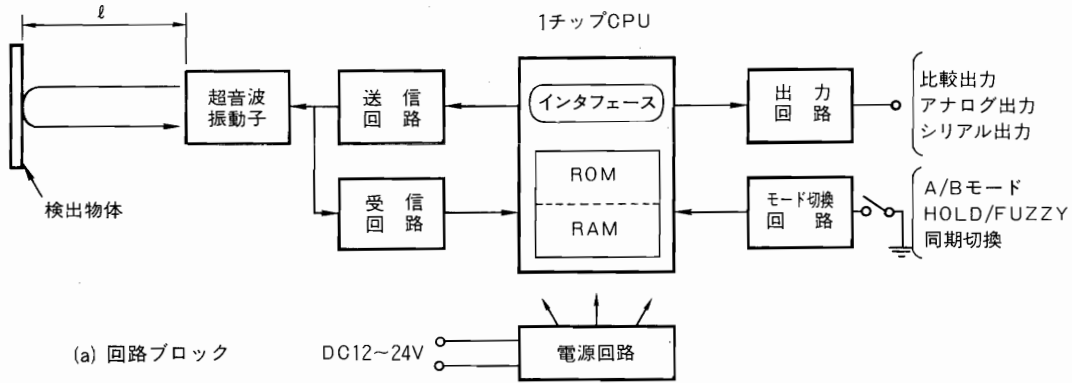 ℓ
1チップCPU
超音波
振動子
送信
回路
インタフェース
出力
回路
比較出力
アナログ出力
シリアル出力
検出物体
受信
回路
ROM
RAM
モード切換
回路
A/Bモード
HOLD/FUZZY
同期切換
(a) 回路ブロック
DC12~24V
電源回路